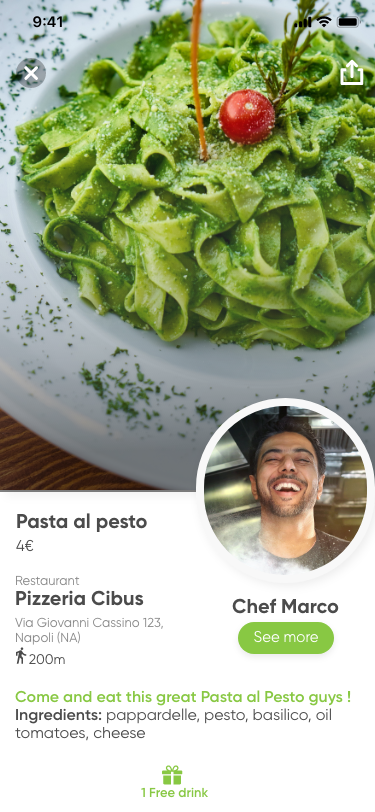 9:41
Pasta al pesto
4€
Restaurant
Pizzeria Cibus
Via Giovanni Cassino 123,
Napoli (NA)
200m
Chef Marco
See more
Come and eat this great Pasta al Pesto guys !
Ingredients: pappardelle, pesto, basilico, oil
tomatoes, cheese
1 Free drink